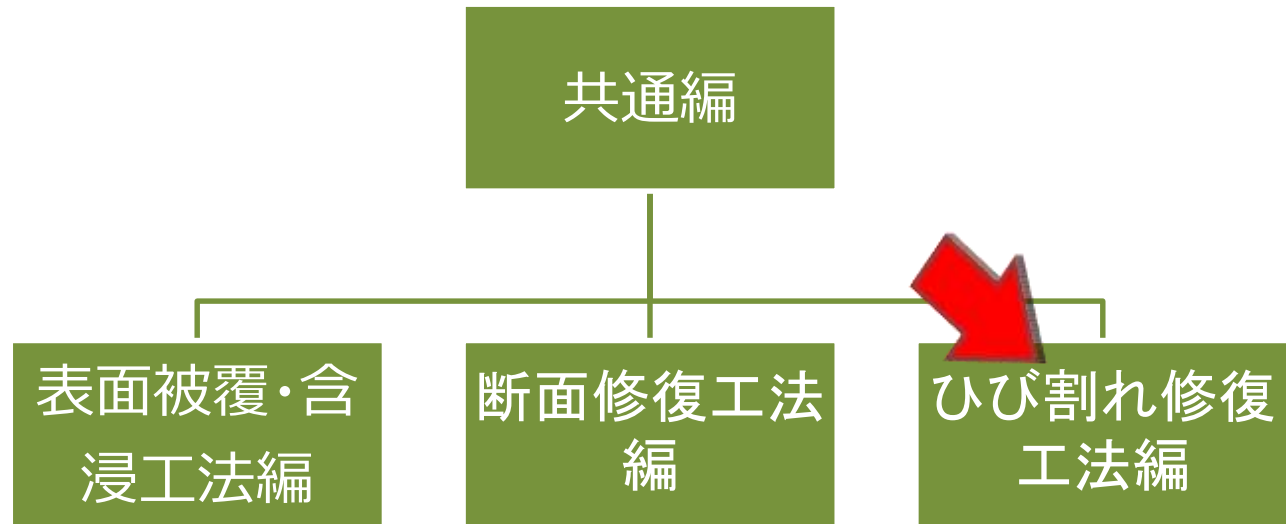 共通編
表面被覆・含
浸工法編
断面修復工法
編
ひび割れ修復
工法編